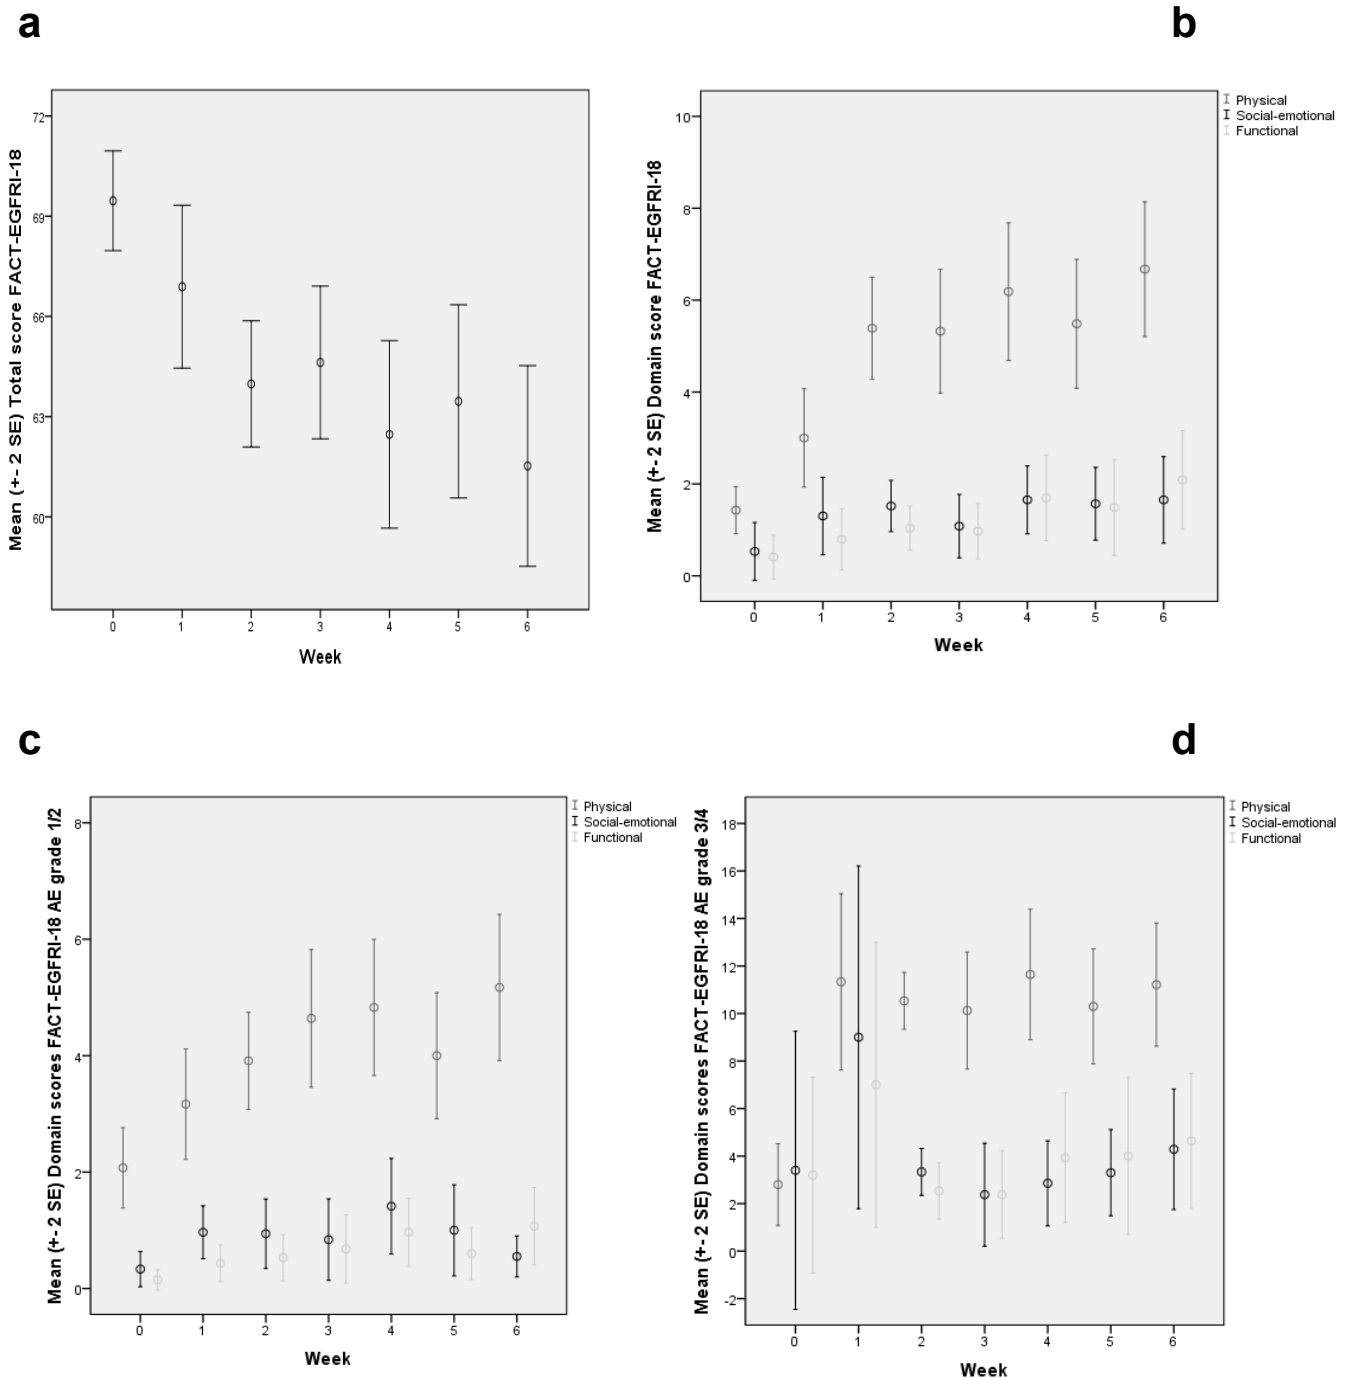 a
b
Mean (+- 2 SE) Total score FACT-EGFRI-18
72
69
66
63
60
0 1 2 3 4 5 6
Week
Mean (+- 2 SE) Domain score FACT-EGFRI-18
10
8
6
4
2
0
0 1 2 3 4 5 6
Week
Physical
Social-emotional
Functional
c
d
Mean (+- 2 SE) Domain scores FACT-EGFRI-18 AE grade 1/2
8
6
4
2
0
0 1 2 3 4 5 6
Week
Physical
Social-emotional
Functional
Mean (+- 2 SE) Domain scores FACT-EGFRI-18 AE grade 3/4
18
16
14
12
10
8
6
4
2
0
-2
0 1 2 3 4 5 6
Week
Physical
Social-emotional
Functional